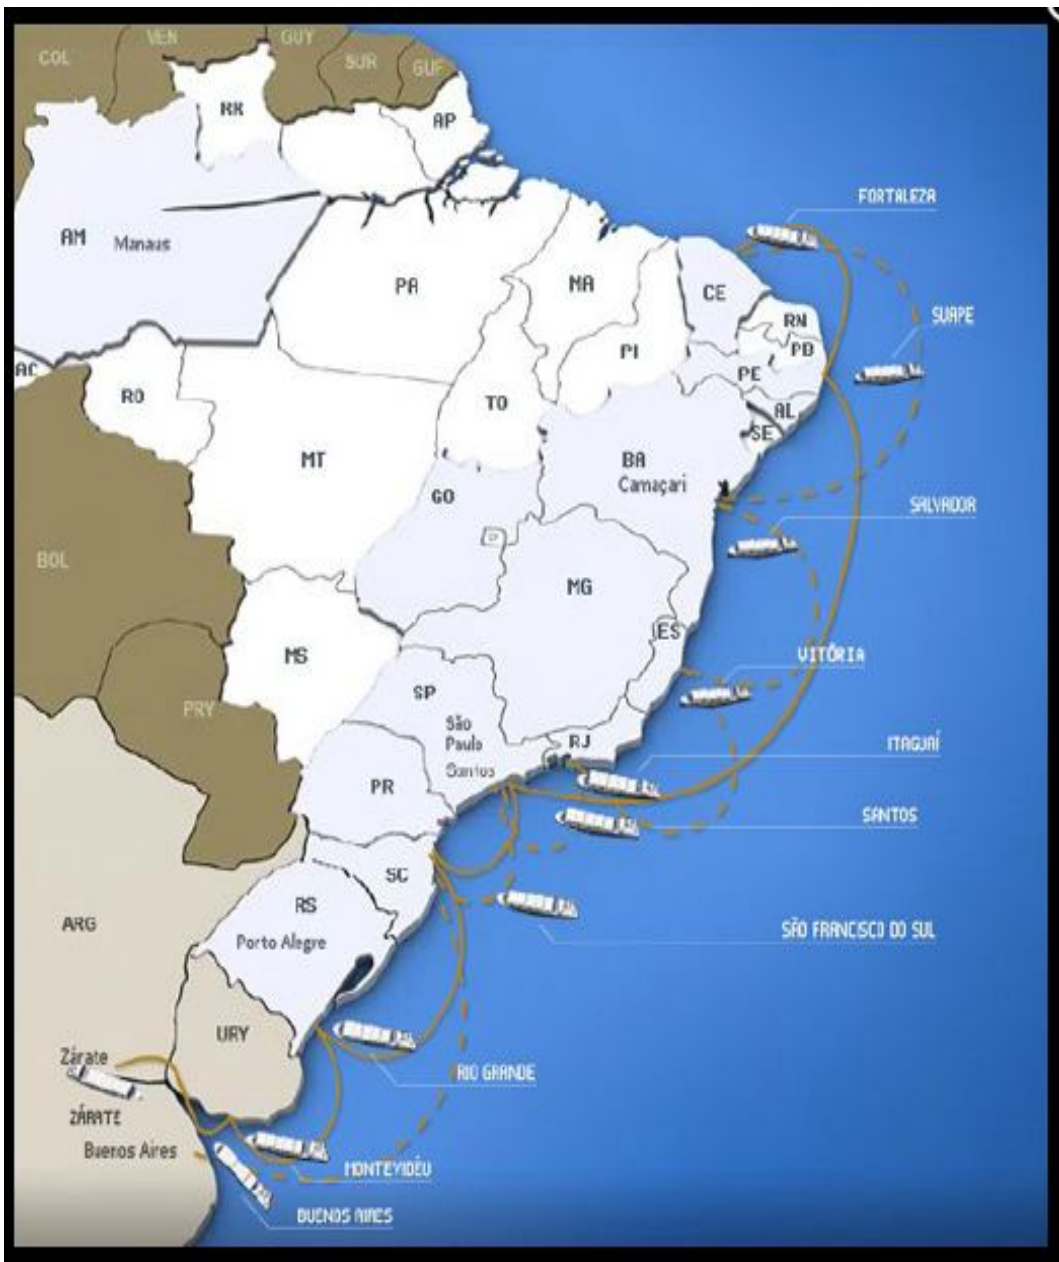 COL
VEN
GUY
SUR
GUF
RR
AP
FORTALEZA
AM
Manaus
PA
MA
CE
SUAPE
RN
PB
PI
PE
AC
RO
TO
AL
SE
MT
BA
Camaçari
GO
SALVADOR
DF
BOL
MG
ES
VITÓRIA
MS
SP
PRY
São
Paulo
RJ
ITAGUAÍ
Santos
PR
SANTOS
SC
RS
ARG
Porto Alegre
SÃO FRANCISCO DO SUL
URY
Zárate
RIO GRANDE
ZÁRATE
Buenos Aires
MONTEVIDÉU
BUENOS AIRES